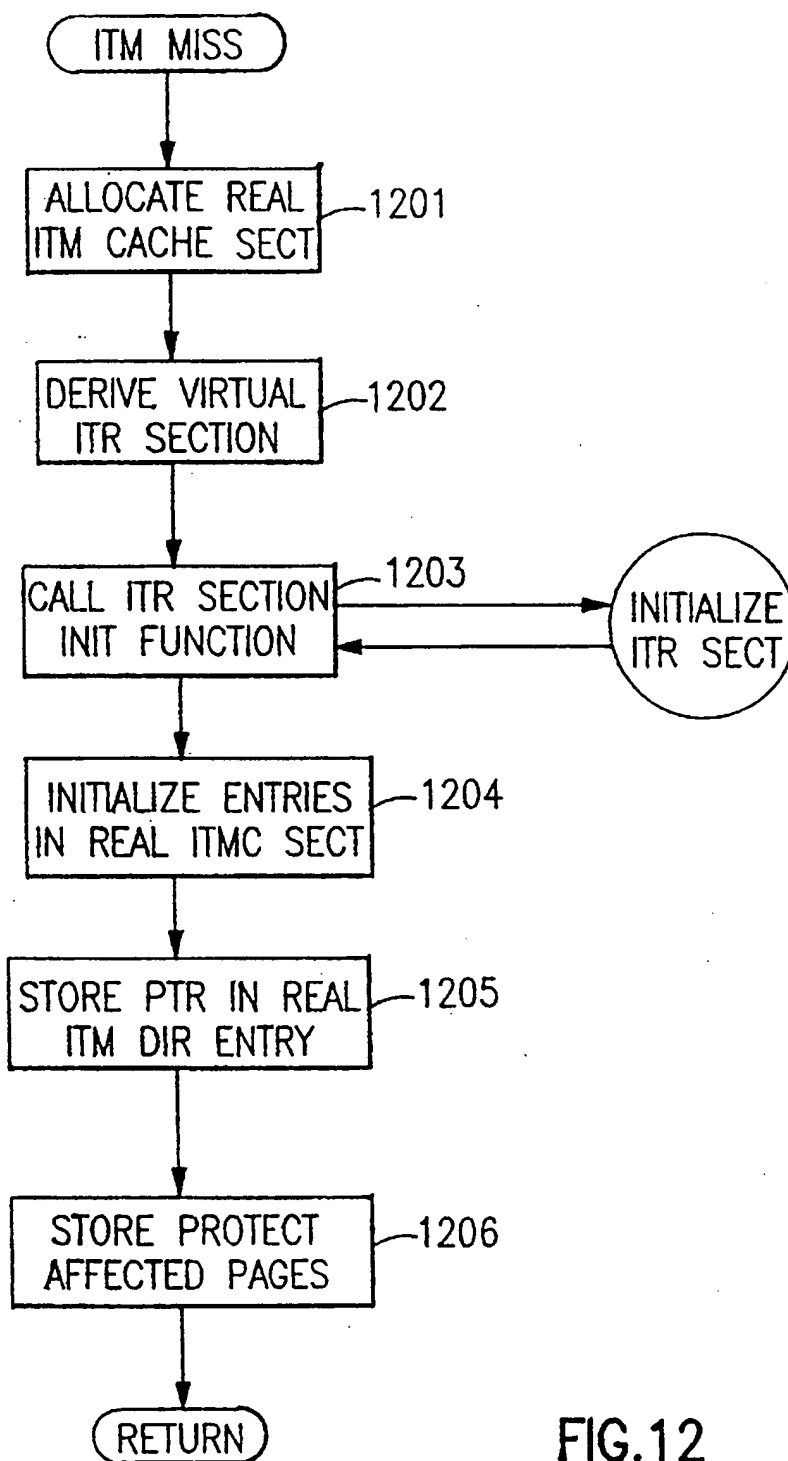 ITM MISS
ALLOCATE REAL
ITM CACHE SECT
1201
DERIVE VIRTUAL
ITR SECTION
1202
CALL ITR SECTION
INIT FUNCTION
1203
INITIALIZE
ITR SECT
INITIALIZE ENTRIES
IN REAL ITMC SECT
1204
STORE PTR IN REAL
ITM DIR ENTRY
1205
STORE PROTECT
AFFECTED PAGES
1206
RETURN
FIG.12